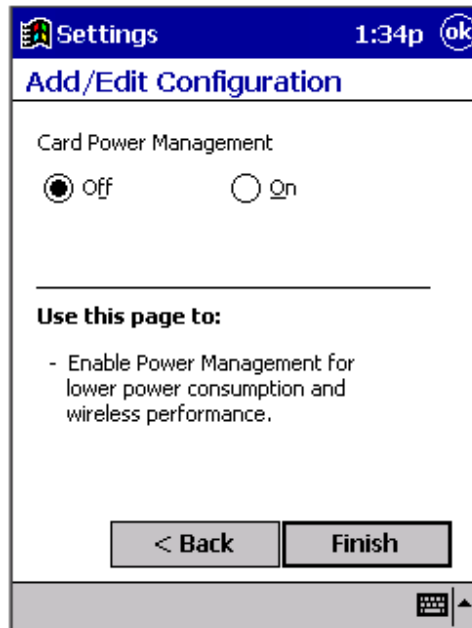 Settings 1:34p ok
Add/Edit Configuration
Card Power Management
Off On
Use this page to:
- Enable Power Management for
lower power consumption and
wireless performance.
< Back Finish